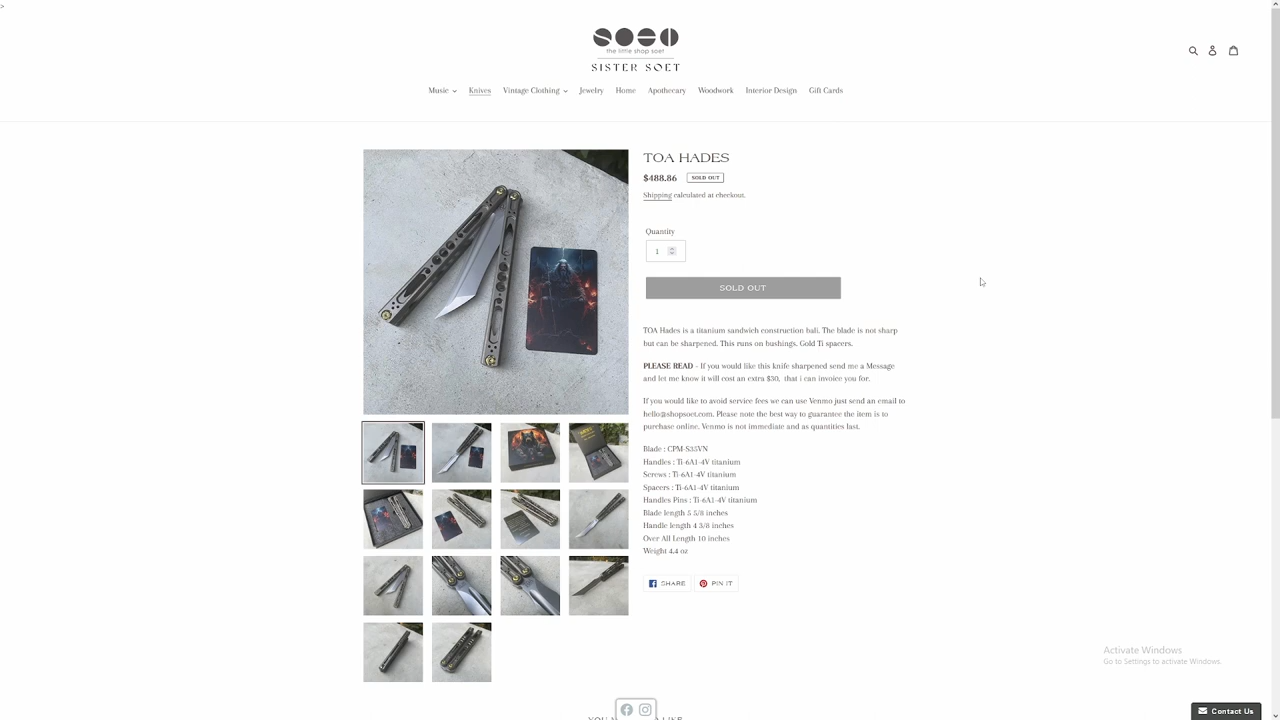 >
SOEO
the little shop soet
SISTER SOET
Music
Knives
Vintage Clothing
Jewelry
Home
Apothecary
Woodwork
Interior Design
Gift Cards
TOA HADES
$488.86 SOLD OUT
Shipping calculated at checkout.
Quantity
1
SOLD OUT
TOA Hades is a titanium sandwich construction bali. The blade is not sharp
but can be sharpened. This runs on bushings. Gold Ti spacers.
PLEASE READ - If you would like this knife sharpened send me a Message
and let me know it will cost an extra $30, that i can invoice you for.
If you would like to avoid service fees we can use Venmo just send an email to
hello@shopsoet.com. Please note the best way to guarantee the item is to
purchase online. Venmo is not immediate and as quantities last.
Blade : CPM-S35VN
Handles : Ti-6A1-4V titanium
Screws : Ti-6A1-4V titanium
Spacers : Ti-6A1-4V titanium
Handles Pins : Ti-6A1-4V titanium
Blade length 5 5/8 inches
Handle length 4 3/8 inches
Over All Length 10 inches
Weight 4.4 oz
SHARE
PIN IT
Activate Windows
Go to Settings to activate Windows.
Contact Us